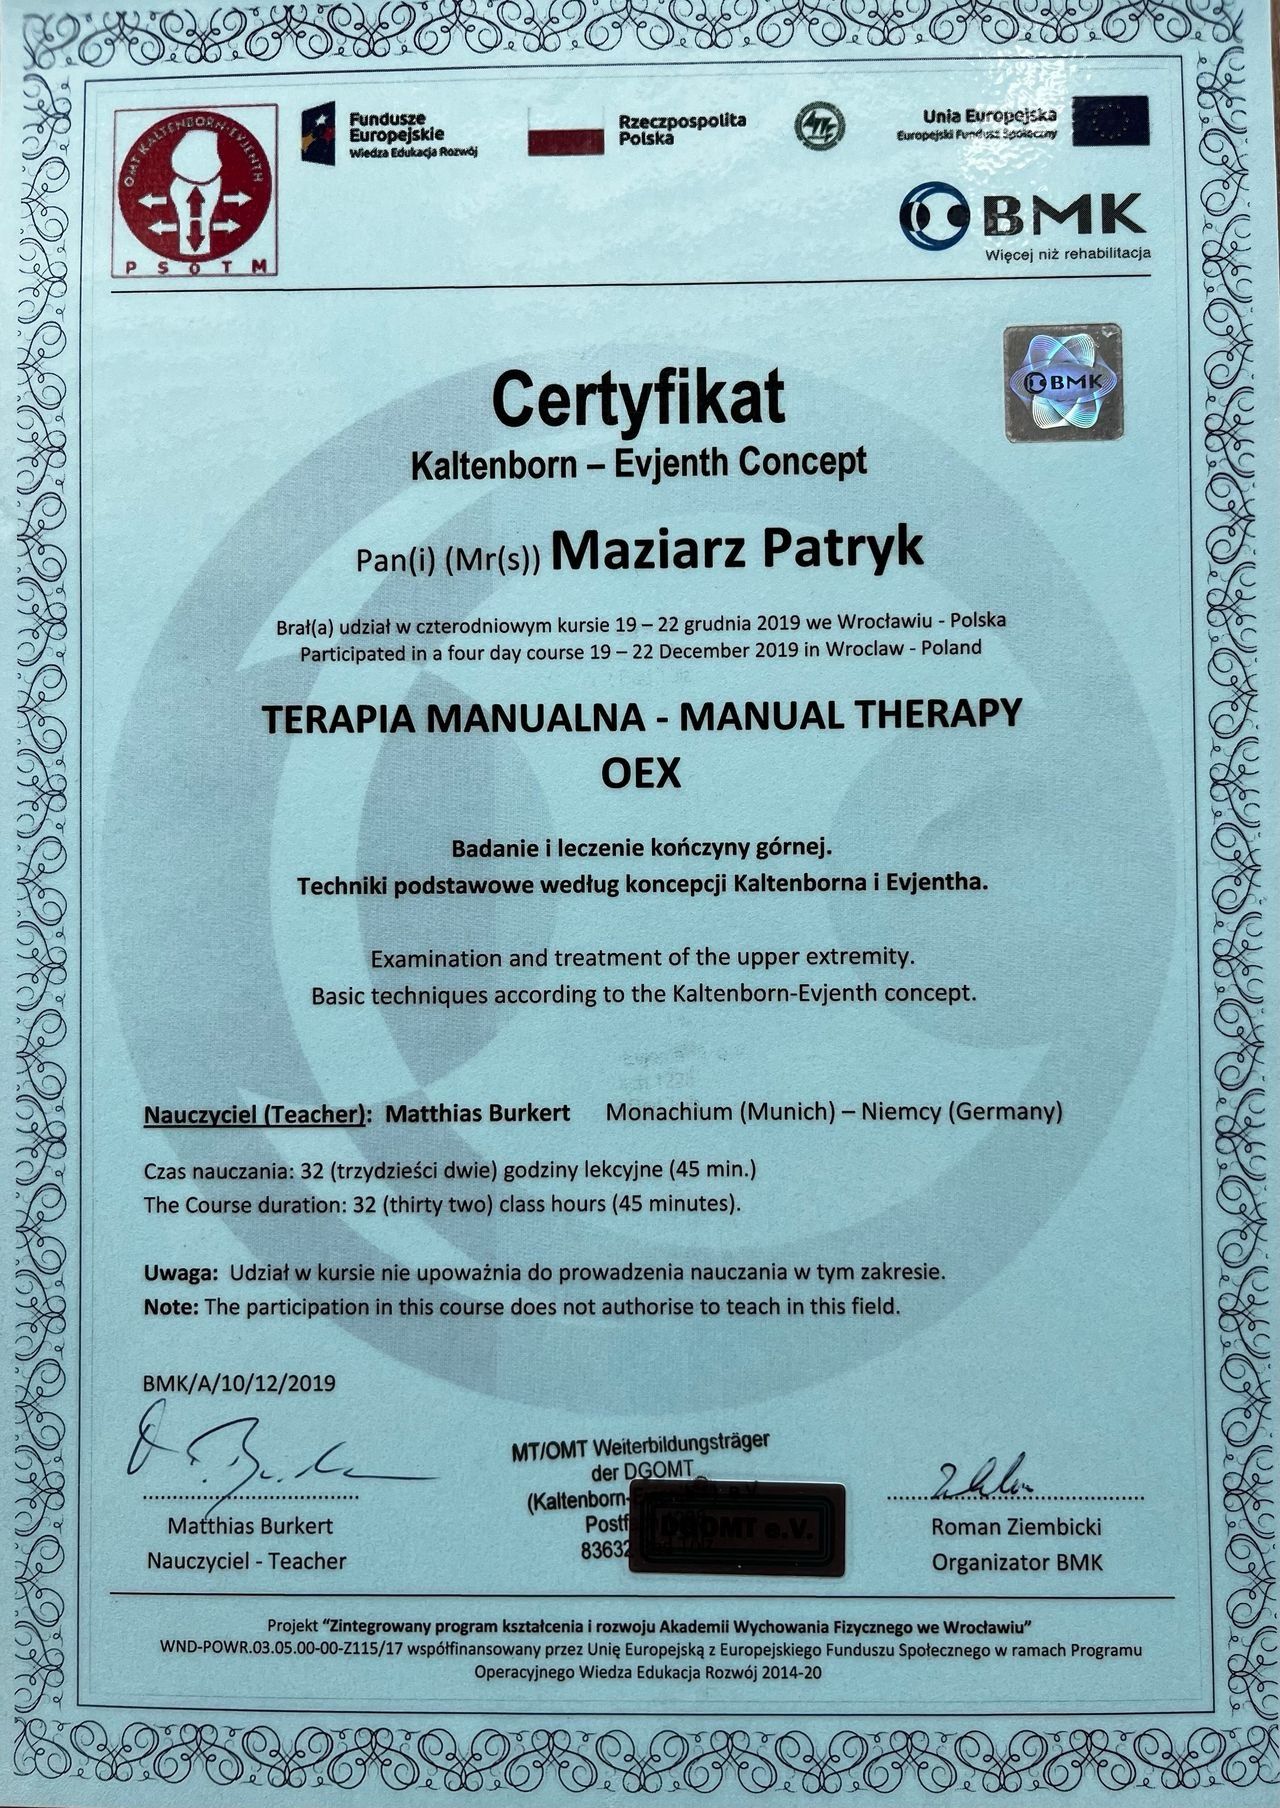 OMT KALTENBORN-EVJENTH
PSOTM
Fundusze
Europejskie
Wiedza Edukacja Rozwój
Rzeczpospolita
Polska
Unia Europejska
Europejski Fundusz Społeczny
BMK
Więcej niż rehabilitacja
BMK
Certyfikat
Kaltenborn – Evjenth Concept
Pan(i) (Mr(s)) Maziarz Patryk
Brał(a) udział w czterodniowym kursie 19 – 22 grudnia 2019 we Wrocławiu - Polska
Participated in a four day course 19 – 22 December 2019 in Wroclaw - Poland
TERAPIA MANUALNA - MANUAL THERAPY
OEX
Badanie i leczenie kończyny górnej.
Techniki podstawowe według koncepcji Kaltenborna i Evjentha.
Examination and treatment of the upper extremity.
Basic techniques according to the Kaltenborn-Evjenth concept.
Nauczyciel (Teacher): Matthias Burkert Monachium (Munich) – Niemcy (Germany)
Czas nauczania: 32 (trzydzieści dwie) godziny lekcyjne (45 min.)
The Course duration: 32 (thirty two) class hours (45 minutes).
Uwaga: Udział w kursie nie upoważnia do prowadzenia nauczania w tym zakresie.
Note: The participation in this course does not authorise to teach in this field.
BMK/A/10/12/2019
MT/OMT Weiterbildungsträger
der DGOMT
(Kaltenborn-
Postf
83632
DGOMT e.V.
Matthias Burkert
Nauczyciel - Teacher
Roman Ziembicki
Organizator BMK
Projekt “Zintegrowany program kształcenia i rozwoju Akademii Wychowania Fizycznego we Wrocławiu”
WND-POWR.03.05.00-00-Z115/17 współfinansowany przez Unię Europejską z Europejskiego Funduszu Społecznego w ramach Programu
Operacyjnego Wiedza Edukacja Rozwój 2014-20